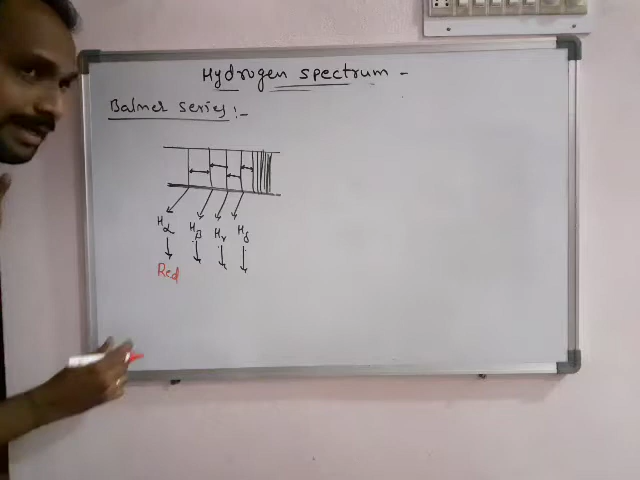 Hydrogen spectrum -
Balmer series :-
Hα Hβ Hγ Hδ
Red